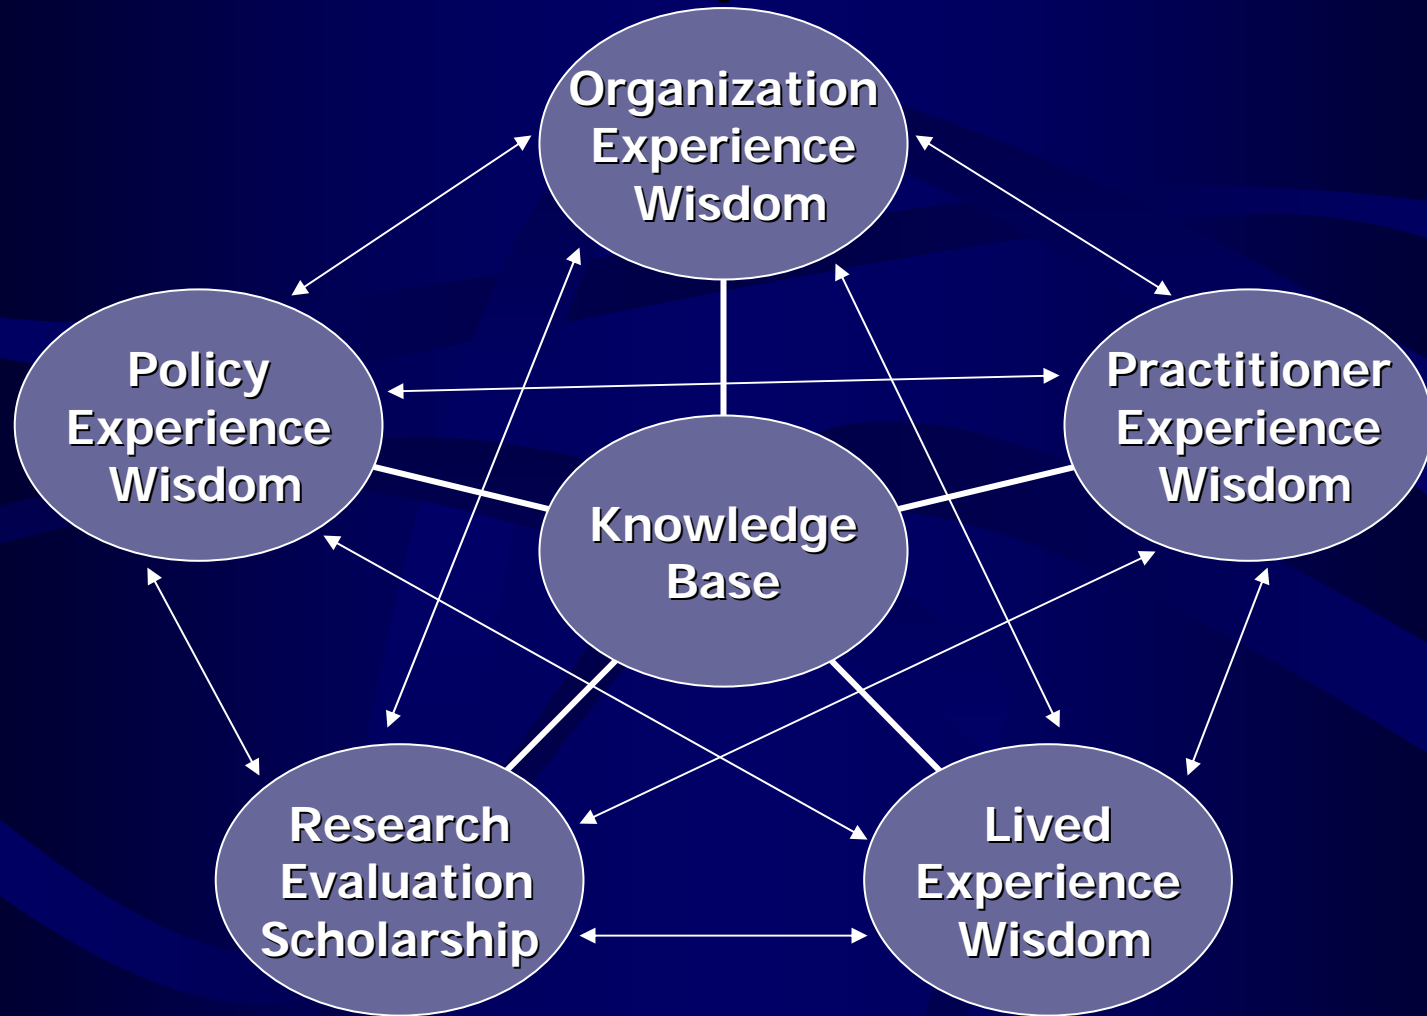 Organization
Experience
Wisdom
Policy
Experience
Wisdom
Practitioner
Experience
Wisdom
Knowledge
Base
Research
Evaluation
Scholarship
Lived
Experience
Wisdom